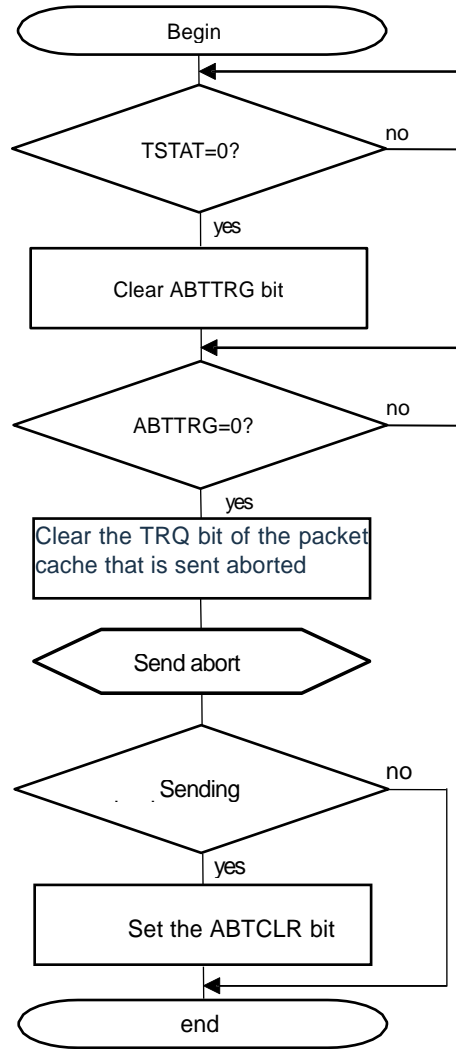 Begin
TSTAT=0?
no
yes
Clear ABTTRG bit
ABTTRG=0?
no
yes
Clear the TRQ bit of the packet
cache that is sent aborted
Send abort
Sending
no
yes
Set the ABTCLR bit
end